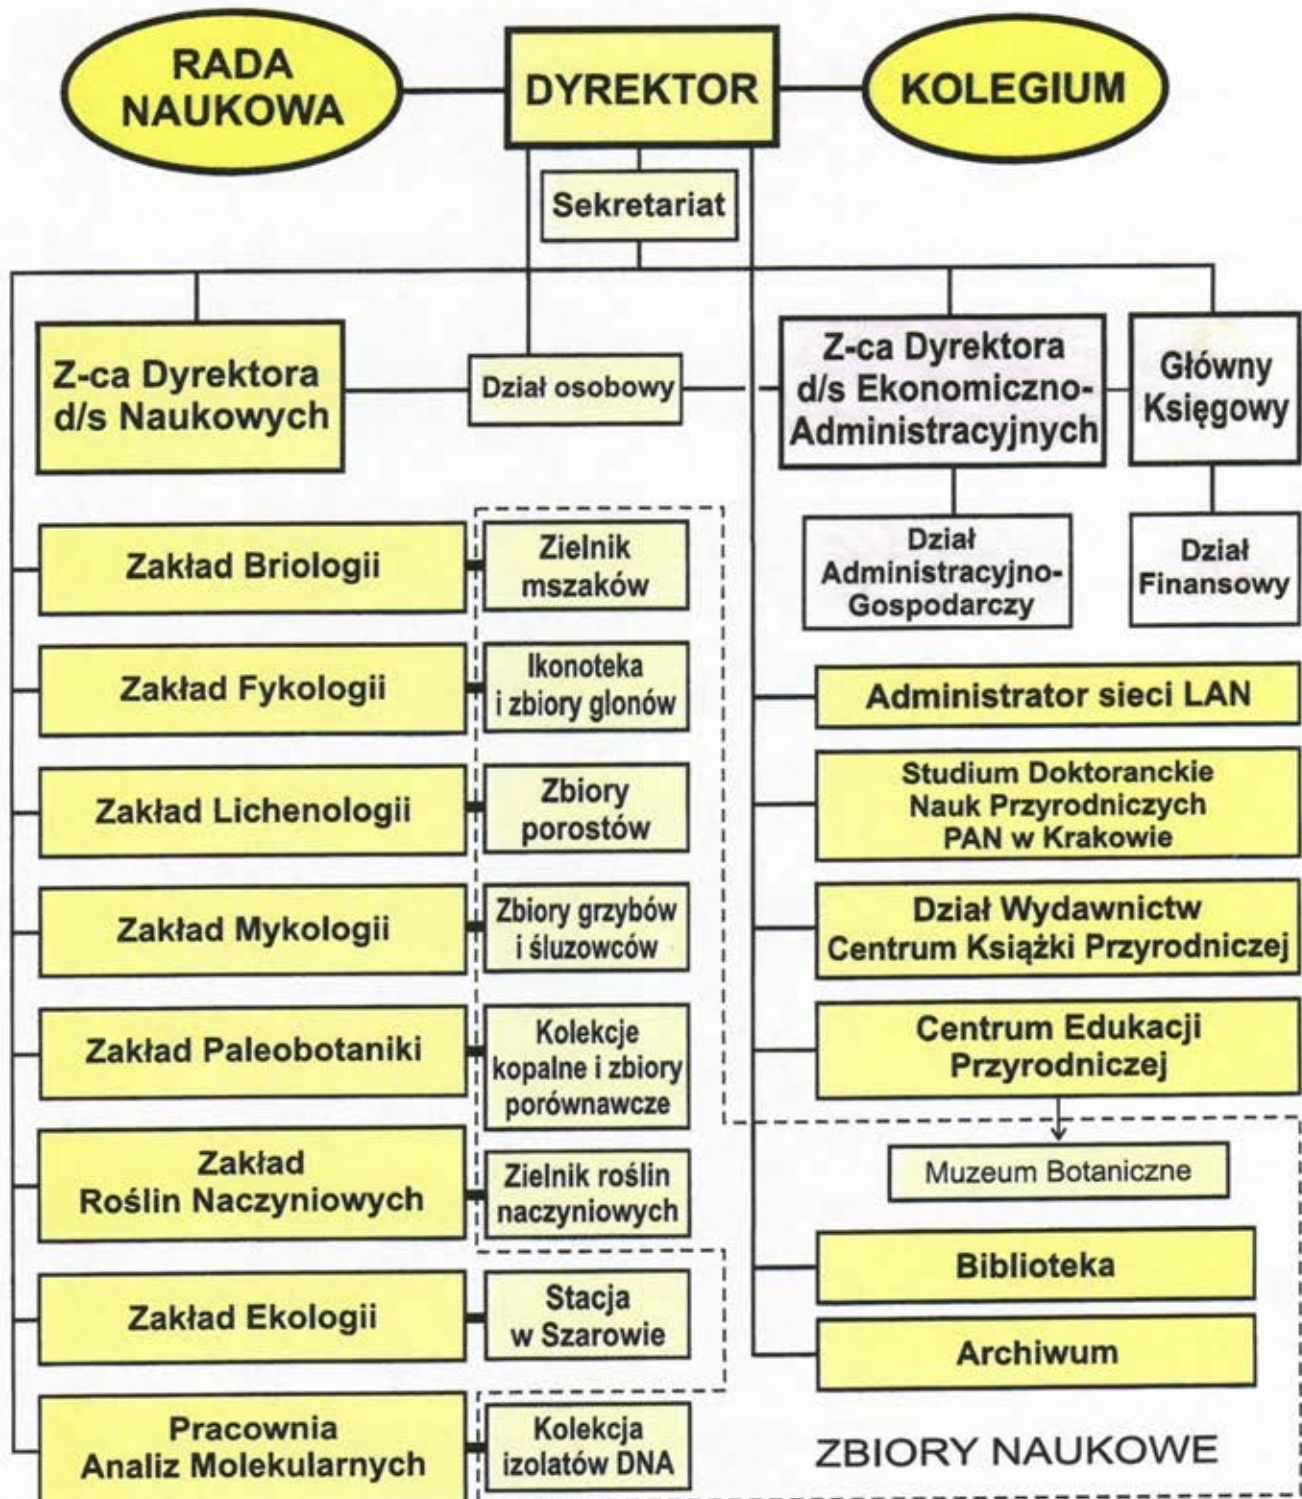 RADA
NAUKOWA
DYREKTOR
KOLEGIUM
Sekretariat
Z-ca Dyrektora
d/s Naukowych
Dział osobowy
Z-ca Dyrektora
d/s Ekonomiczno-
Administracyjnych
Główny
Księgowy
Dział
Administracyjno-
Gospodarczy
Dział
Finansowy
Zakład Briologii
Zielnik
mszaków
Zakład Fykologii
Ikonoteka
i zbiory glonów
Zakład Lichenologii
Zbiory
porostów
Zakład Mykologii
Zbiory grzybów
i śluzowców
Zakład Paleobotaniki
Kolekcje
kopalne i zbiory
porównawcze
Zakład
Roślin Naczyniowych
Zielnik roślin
naczyniowych
Zakład Ekologii
Stacja
w Szarowie
Pracownia
Analiz Molekularnych
Kolekcja
izolatów DNA
Administrator sieci LAN
Studium Doktoranckie
Nauk Przyrodniczych
PAN w Krakowie
Dział Wydawnictw
Centrum Książki Przyrodniczej
Centrum Edukacji
Przyrodniczej
Muzeum Botaniczne
Biblioteka
Archiwum
ZBIORY NAUKOWE